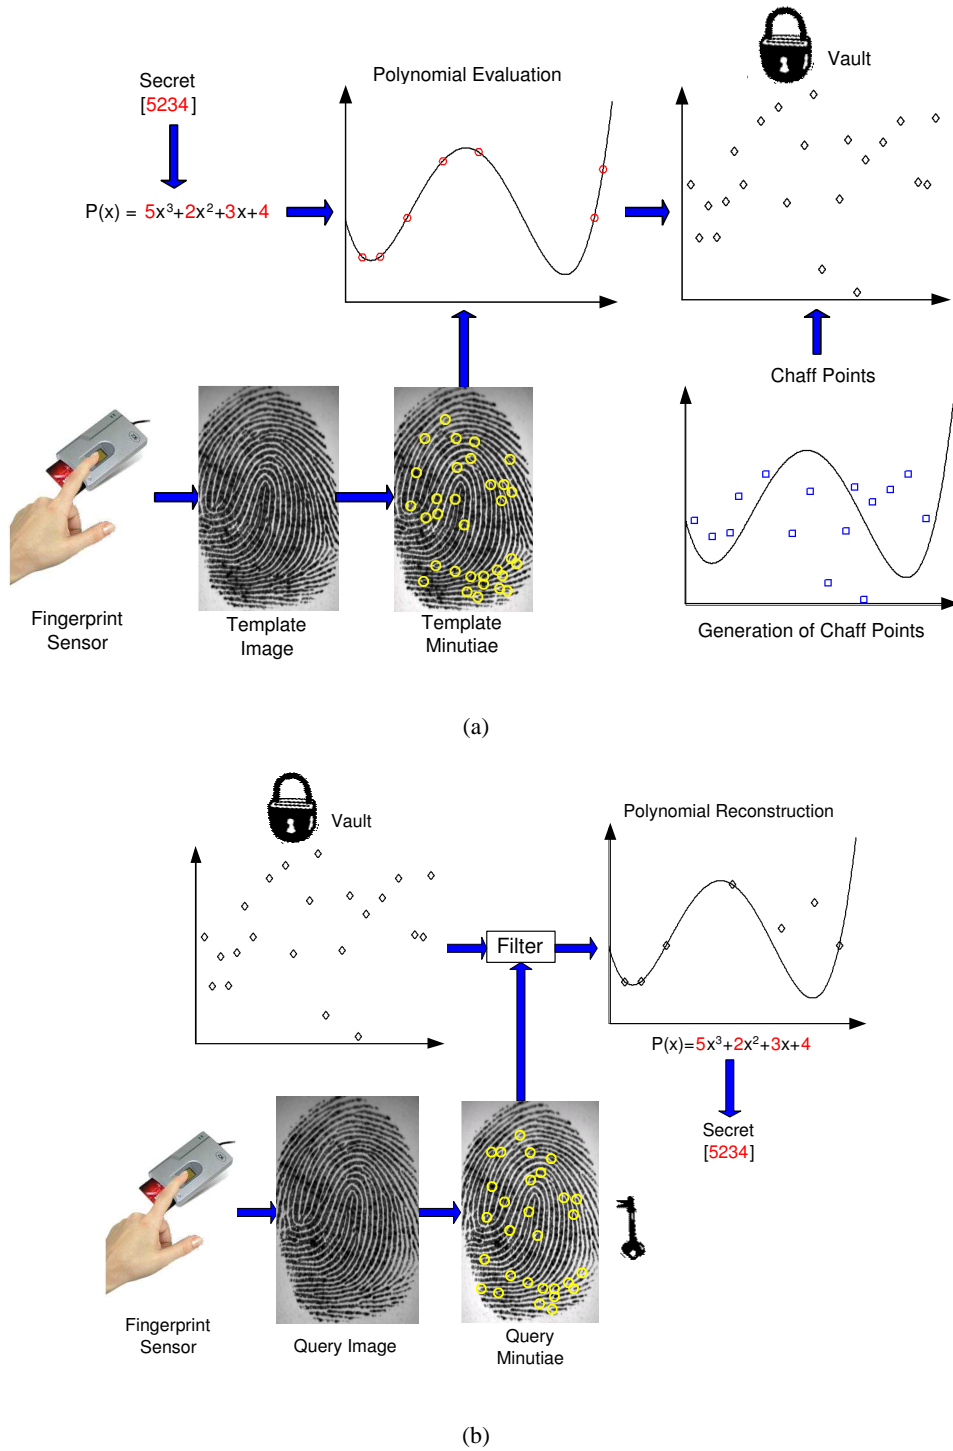 Vault
Polynomial Evaluation
Secret
[5234]
P(x) = 5x³+2x²+3x+4
Chaff Points
Fingerprint
Sensor
Template
Image
Template
Minutiae
Generation of Chaff Points
(a)
Vault
Polynomial Reconstruction
Filter
P(x)=5x³+2x²+3x+4
Secret
[5234]
Fingerprint
Sensor
Query Image
Query
Minutiae
(b)